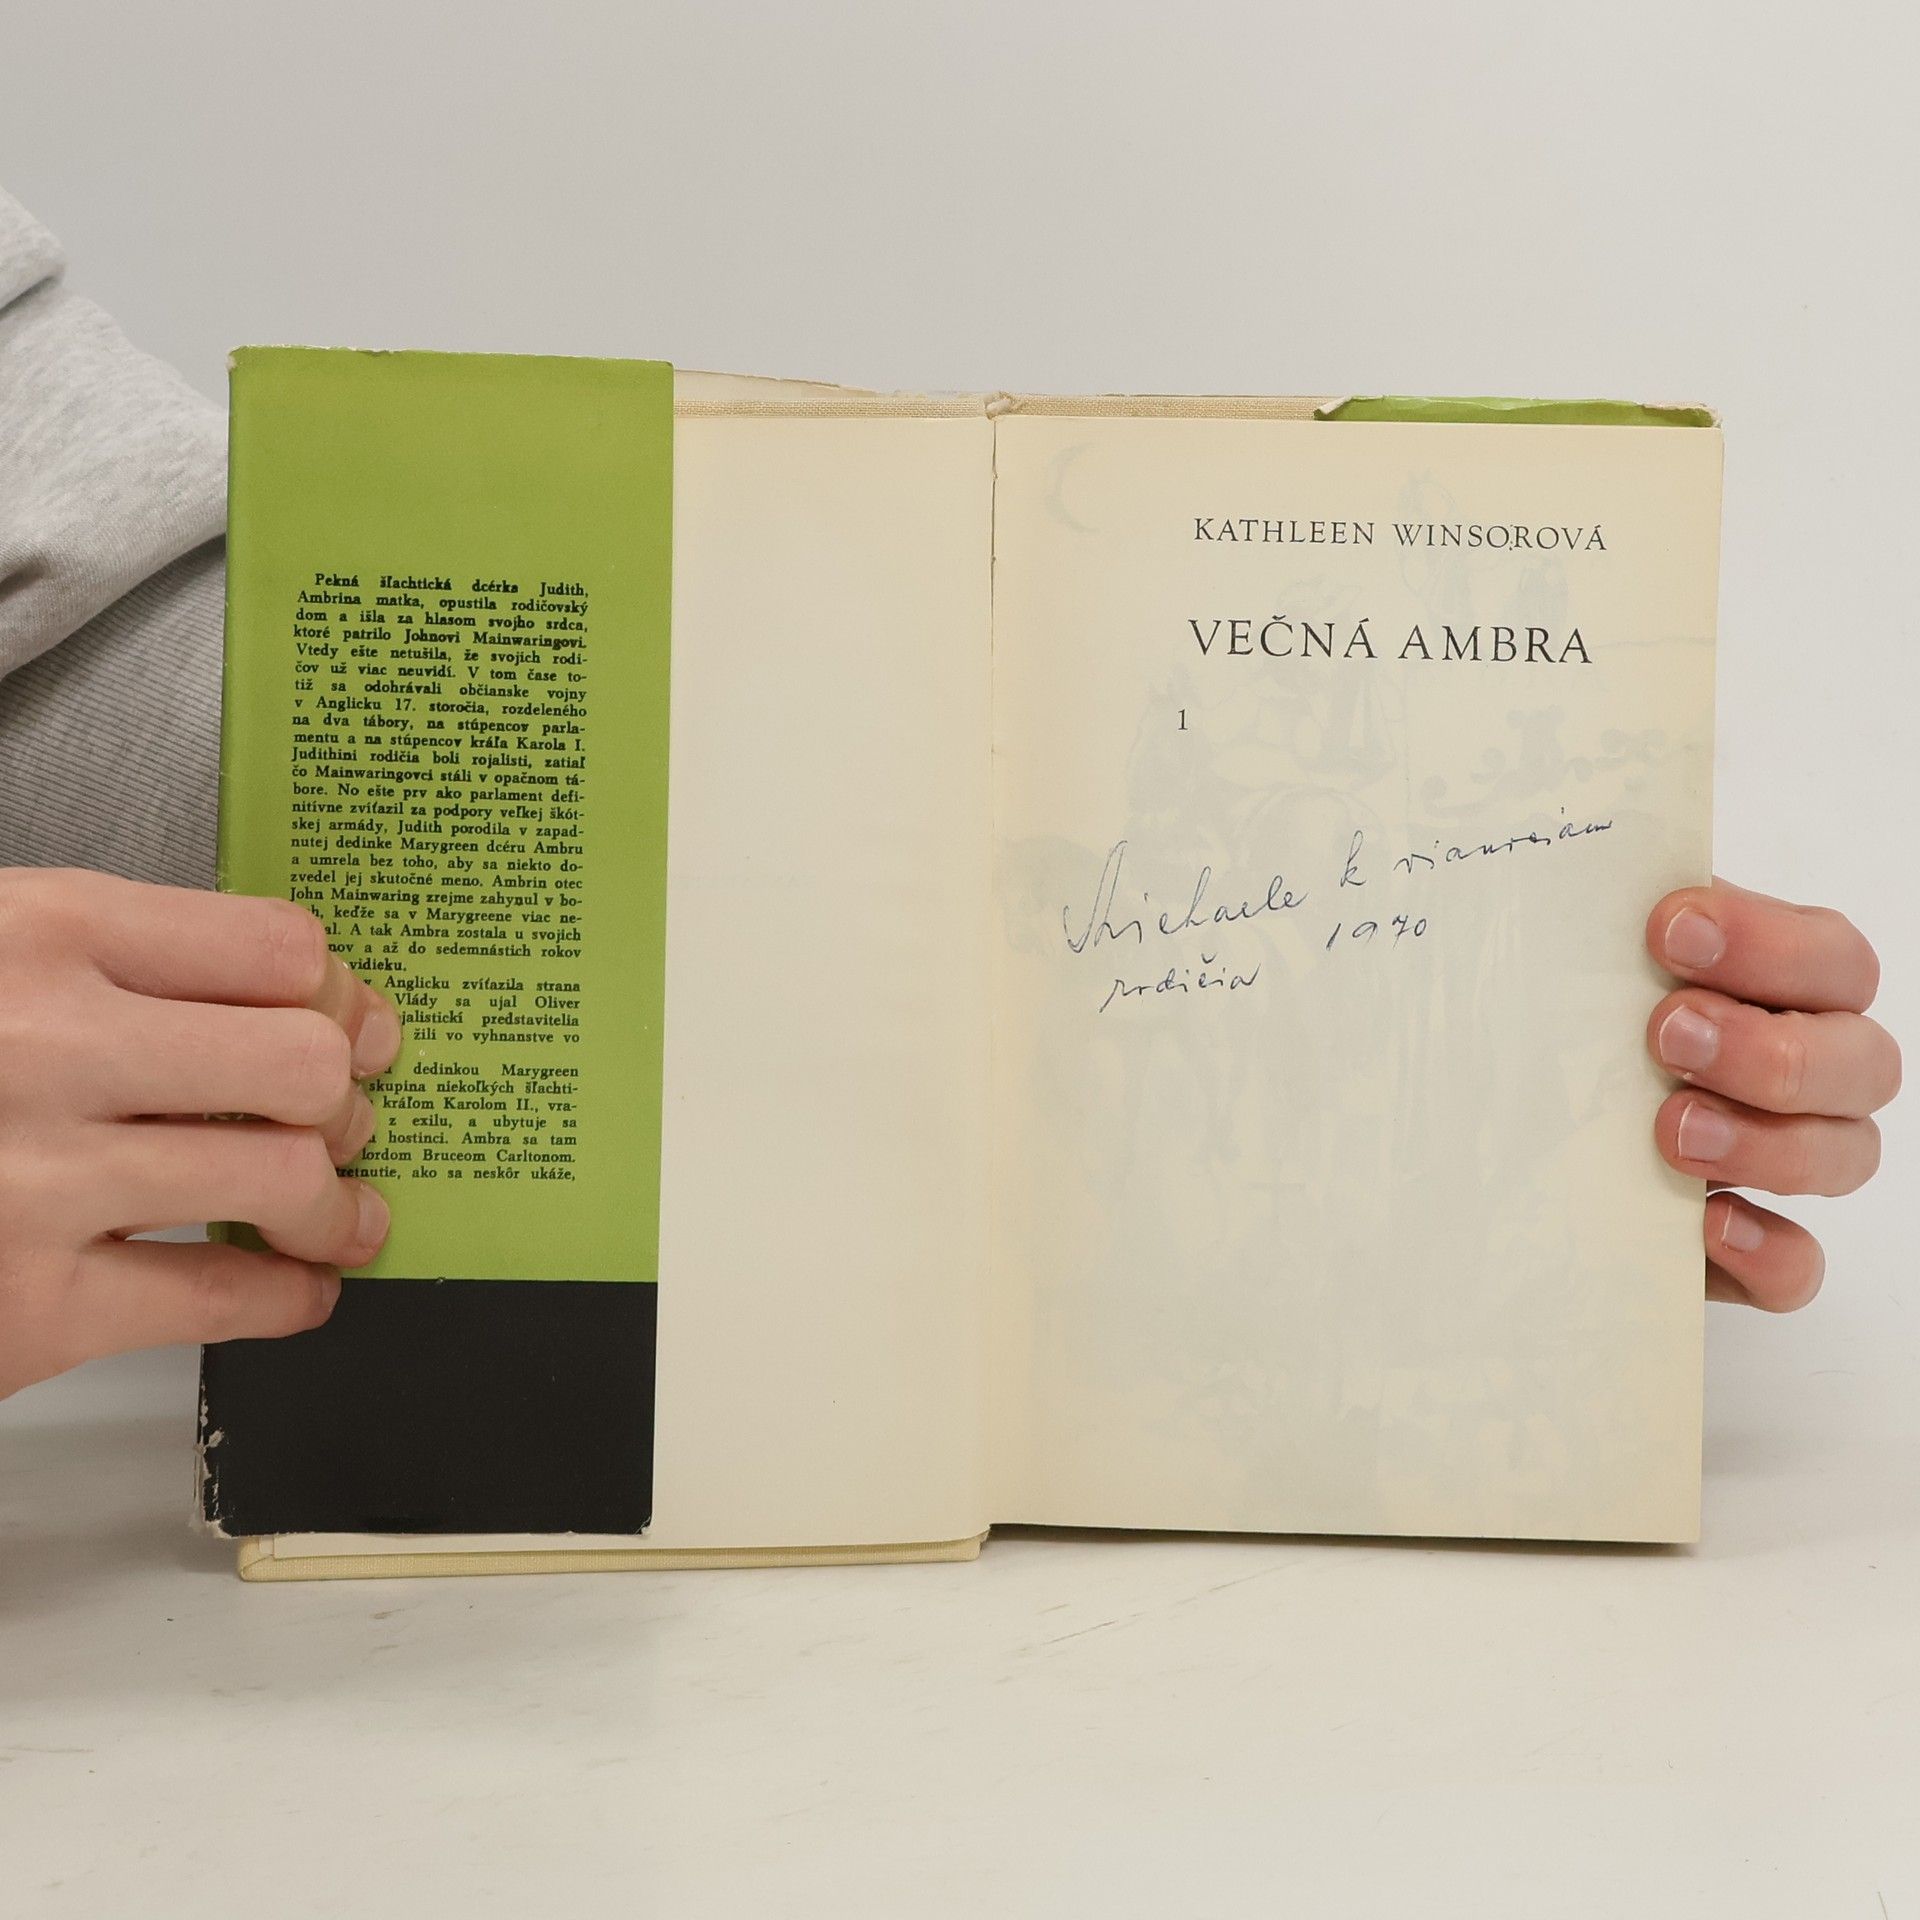 Pekná šľachtická dcérka Judith,
Ambrina matka, opustila rodičovský
dom a išla za hlasom svojho srdca,
ktoré patrilo Johnovi Mainwaringovi.
Vtedy ešte netušila, že svojich rodi-
čov už viac neuvidí. V tom čase to-
tiž sa odohrávali občianske vojny
v Anglicku 17. storočia, rozdeleného
na dva tábory, na stúpencov parla-
mentu a na stúpencov kráľa Karola I.
Judithini rodičia boli rojalisti, zatiaľ
čo Mainwaringovci stáli v opačnom tá-
bore. No ešte prv ako parlament defi-
nitívne zvíťazil za podpory veľkej škót-
skej armády, Judith porodila v zapad-
nutej dedinke Marygreen dcéru Ambru
a umrela bez toho, aby sa niekto do-
zvedel jej skutočné meno. Ambrin otec
John Mainwaring zrejme zahynul v bo-
h, keďže sa v Marygreene viac ne-
al. A tak Ambra zostala u svojich
nov a až do sedemnástich rokov
vidieku.
v Anglicku zvíťazila strana
Vlády sa ujal Oliver
jalistickí predstavitelia
žili vo vyhnanstve vo
dedinkou Marygreen
skupina niekoľkých šľachti-
kráľom Karolom II., vra-
z exilu, a ubytuje sa
hostinci. Ambra sa tam
lordom Bruceom Carltonom.
tretnutie, ako sa neskôr ukáže,
KATHLEEN WINSOROVÁ
VEČNÁ AMBRA
1
Michaele k vianociam
1970
rodičia